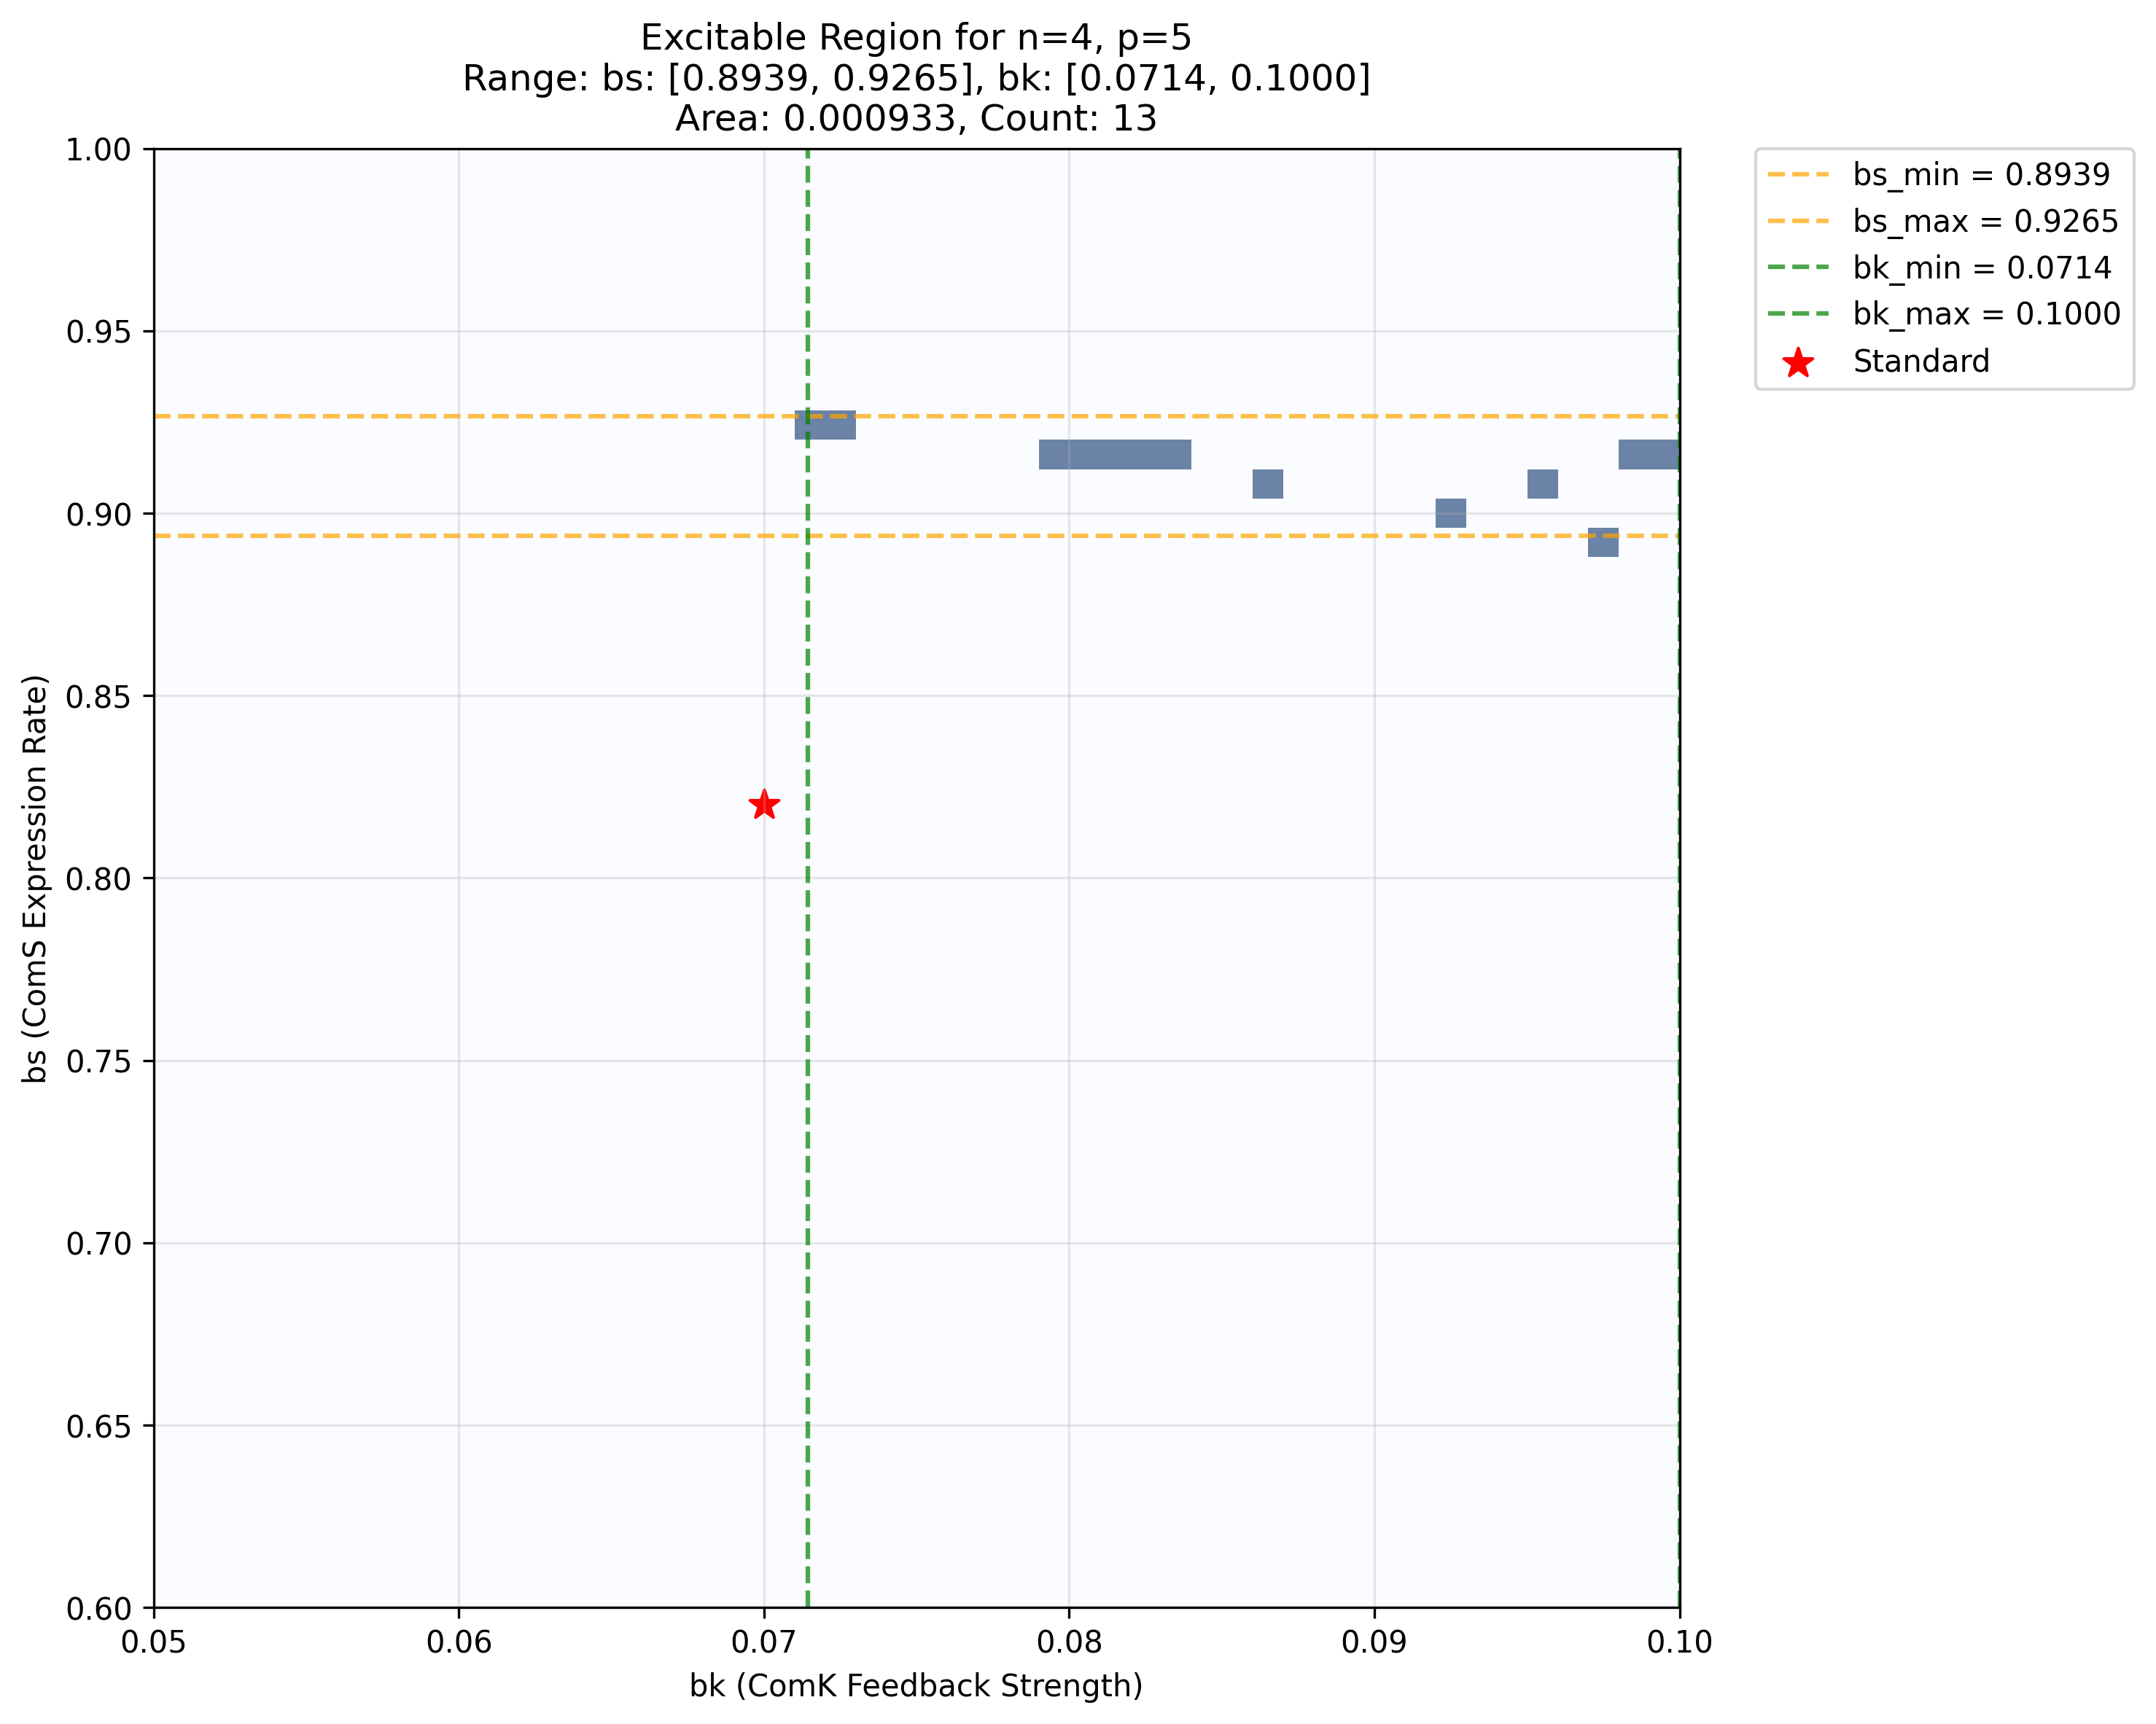 Excitable Region for n=4, p=5
Range: bs: [0.8939, 0.9265], bk: [0.0714, 0.1000]
Area: 0.000933, Count: 13
bs_min = 0.8939
bs_max = 0.9265
bk_min = 0.0714
bk_max = 0.1000
Standard
bs (ComS Expression Rate)
1.00
0.95
0.90
0.85
0.80
0.75
0.70
0.65
0.60
0.05 0.06 0.07 0.08 0.09 0.10
bk (ComK Feedback Strength)